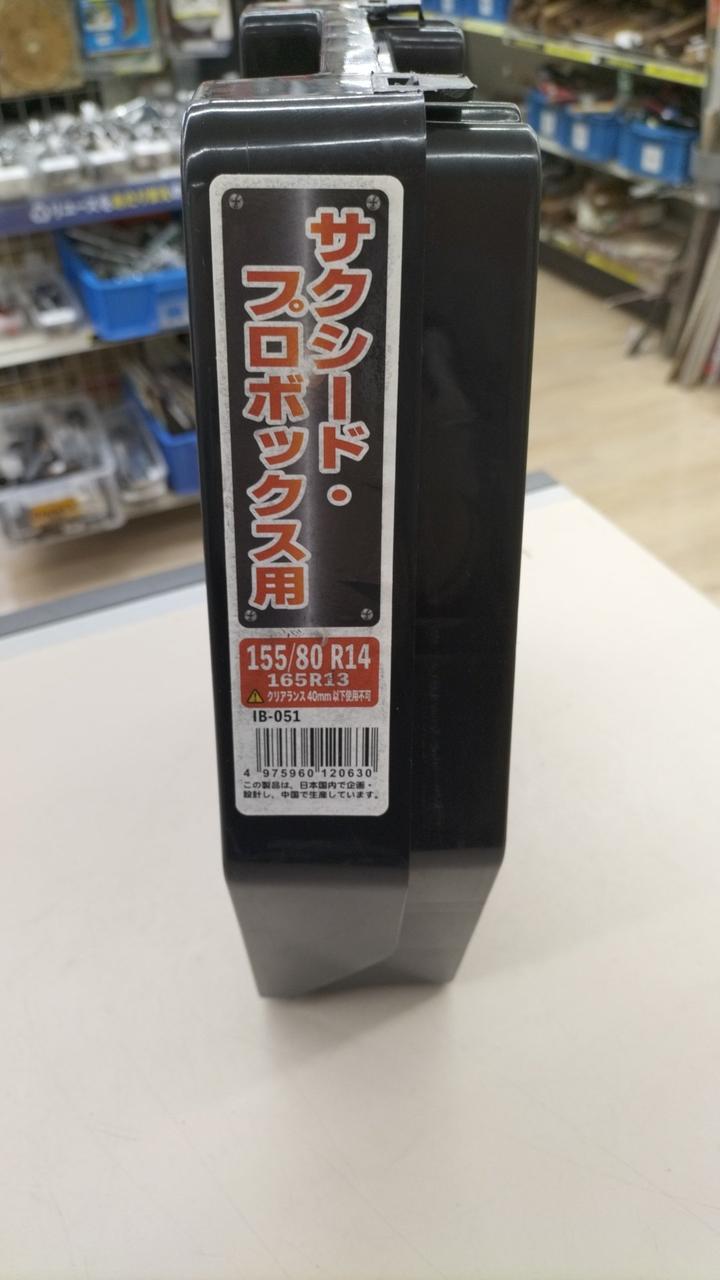 サクシード・
プロボックス用
155/80 R14
165R13
クリアランス40mm以下使用不可
IB-051
4 975960 120630
この製品は、日本国内で企画・
設計し、中国で生産しています。